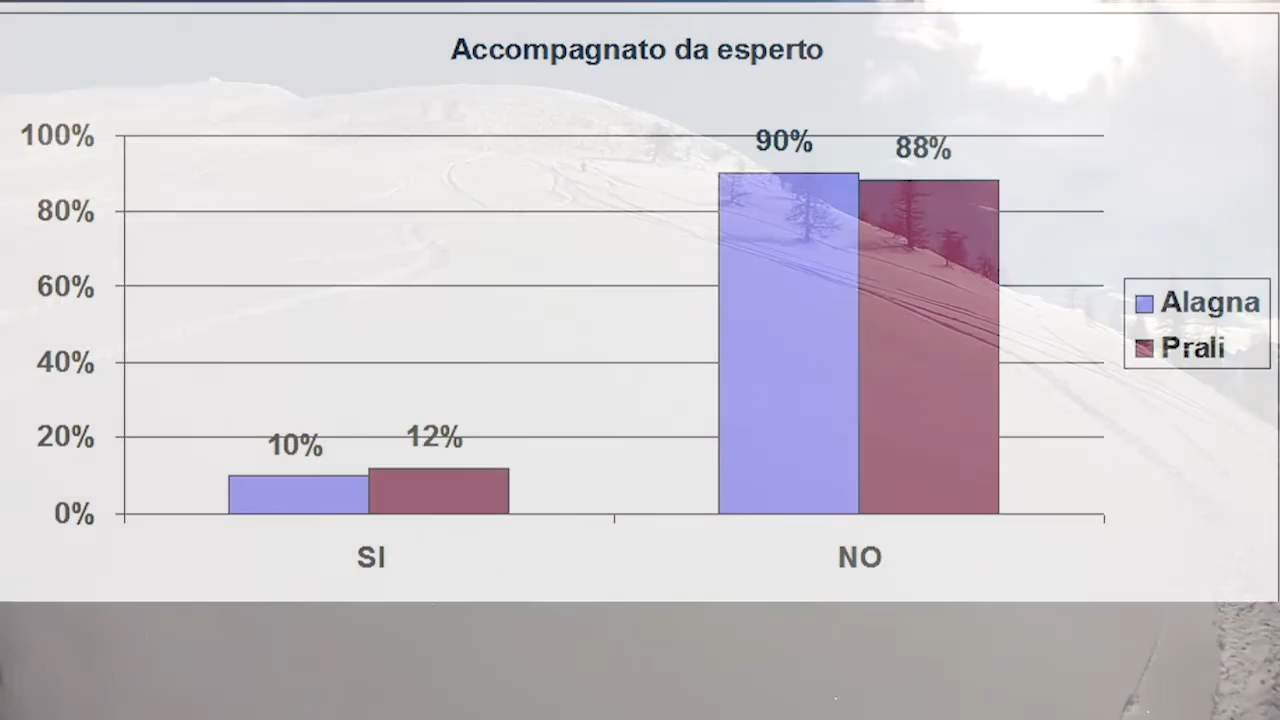 Accompagnato da esperto
100%
80%
60%
40%
20%
0%
10%
12%
90%
88%
SI
NO
Alagna
Prali